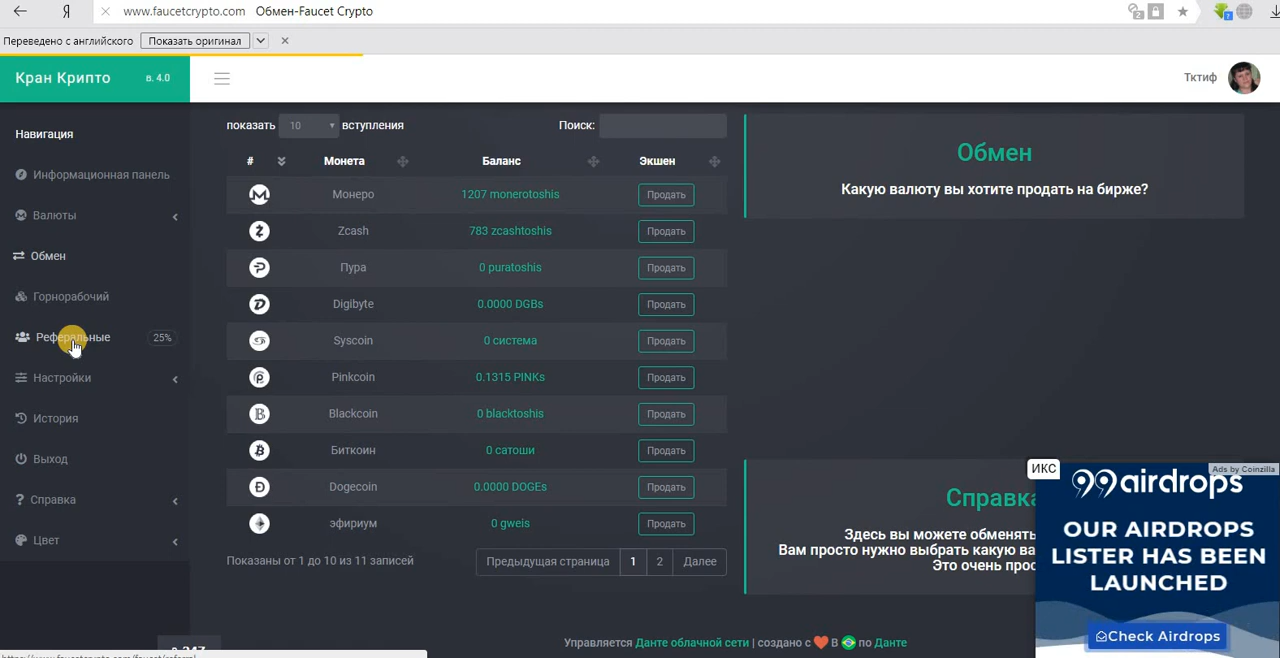 www.faucetcrypto.com Обмен-Faucet Crypto
Переведено с английского Показать оригинал
Кран Крипто в. 4.0
Тктиф
Навигация
Информационная панель
Валюты
Обмен
Горнорабочий
Реферальные 25%
Настройки
История
Выход
Справка
Цвет
показать 10 вступления Поиск:
# Монета Баланс Экшен
Монеро 1207 monerotoshis Продать
Zcash 783 zcashtoshis Продать
Пура 0 puratoshis Продать
Digibyte 0.0000 DGBs Продать
Syscoin 0 система Продать
Pinkcoin 0.1315 PINKs Продать
Blackcoin 0 blacktoshis Продать
Биткоин 0 сатоши Продать
Dogecoin 0.0000 DOGEs Продать
эфириум 0 gweis Продать
Показаны от 1 до 10 из 11 записей
Предыдущая страница 1 2 Далее
Обмен
Какую валюту вы хотите продать на бирже?
Справка
Здесь вы можете обменять
Вам просто нужно выбрать какую ва
Это очень прос
ИКС
Ads by Coinzilla
99airdrops
OUR AIRDROPS
LISTER HAS BEEN
LAUNCHED
Check Airdrops
Управляется Данте облачной сети | создано с В по Данте